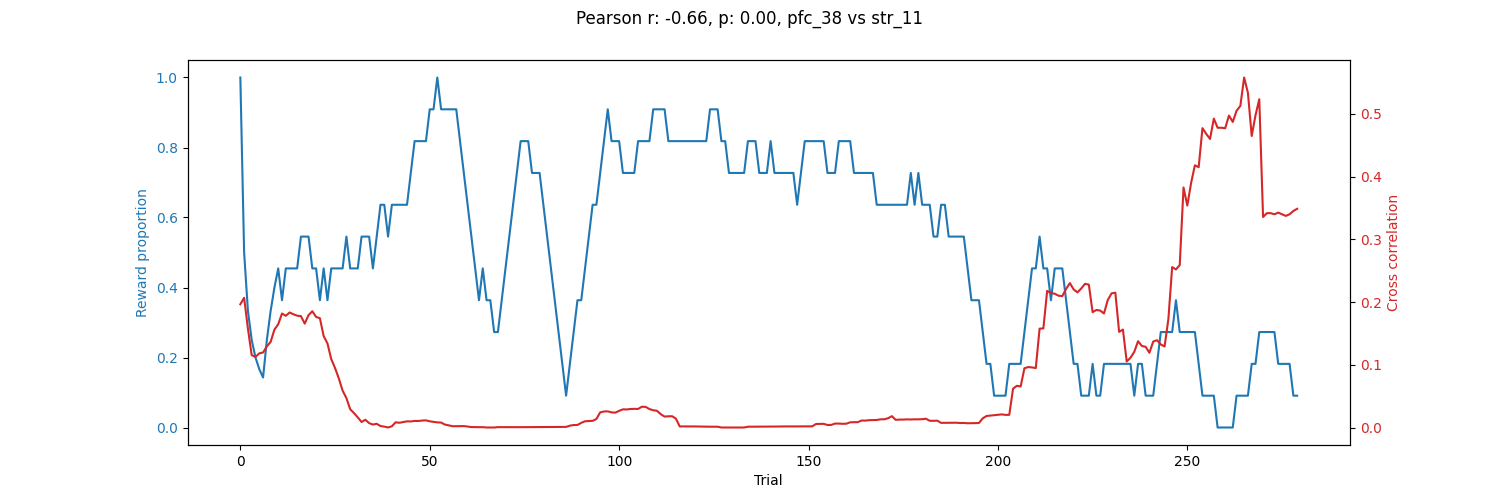 Pearson r: -0.66, p: 0.00, pfc_38 vs str_11
1.0
0.8
0.6
0.4
0.2
0.0
Reward proportion
0.5
0.4
0.3
0.2
0.1
0.0
Cross correlation
0 50 100 150 200 250
Trial